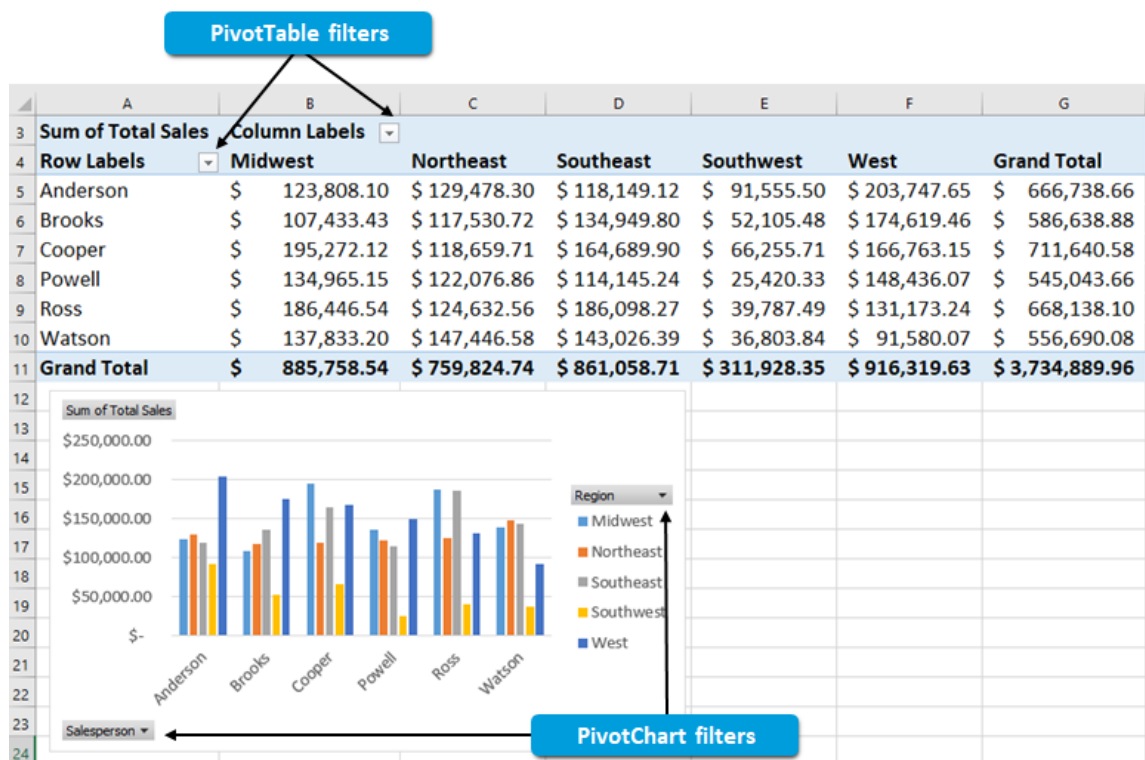 PivotTable filters
A B C D E F G
3 Sum of Total Sales Column Labels
4 Row Labels Midwest Northeast Southeast Southwest West Grand Total
5 Anderson $ 123,808.10 $ 129,478.30 $ 118,149.12 $ 91,555.50 $ 203,747.65 $ 666,738.66
6 Brooks $ 107,433.43 $ 117,530.72 $ 134,949.80 $ 52,105.48 $ 174,619.46 $ 586,638.88
7 Cooper $ 195,272.12 $ 118,659.71 $ 164,689.90 $ 66,255.71 $ 166,763.15 $ 711,640.58
8 Powell $ 134,965.15 $ 122,076.86 $ 114,145.24 $ 25,420.33 $ 148,436.07 $ 545,043.66
9 Ross $ 186,446.54 $ 124,632.56 $ 186,098.27 $ 39,787.49 $ 131,173.24 $ 668,138.10
10 Watson $ 137,833.20 $ 147,446.58 $ 143,026.39 $ 36,803.84 $ 91,580.07 $ 556,690.08
11 Grand Total $ 885,758.54 $ 759,824.74 $ 861,058.71 $ 311,928.35 $ 916,319.63 $ 3,734,889.96
12
Sum of Total Sales
13
$250,000.00
14
$200,000.00
15
Region
16
$150,000.00
Midwest
17
Northeast
$100,000.00
18
Southeast
$50,000.00
19
Southwest
20
$-
West
21
Anderson Brooks Cooper Powell Ross Watson
22
23
Salesperson
PivotChart filters
24